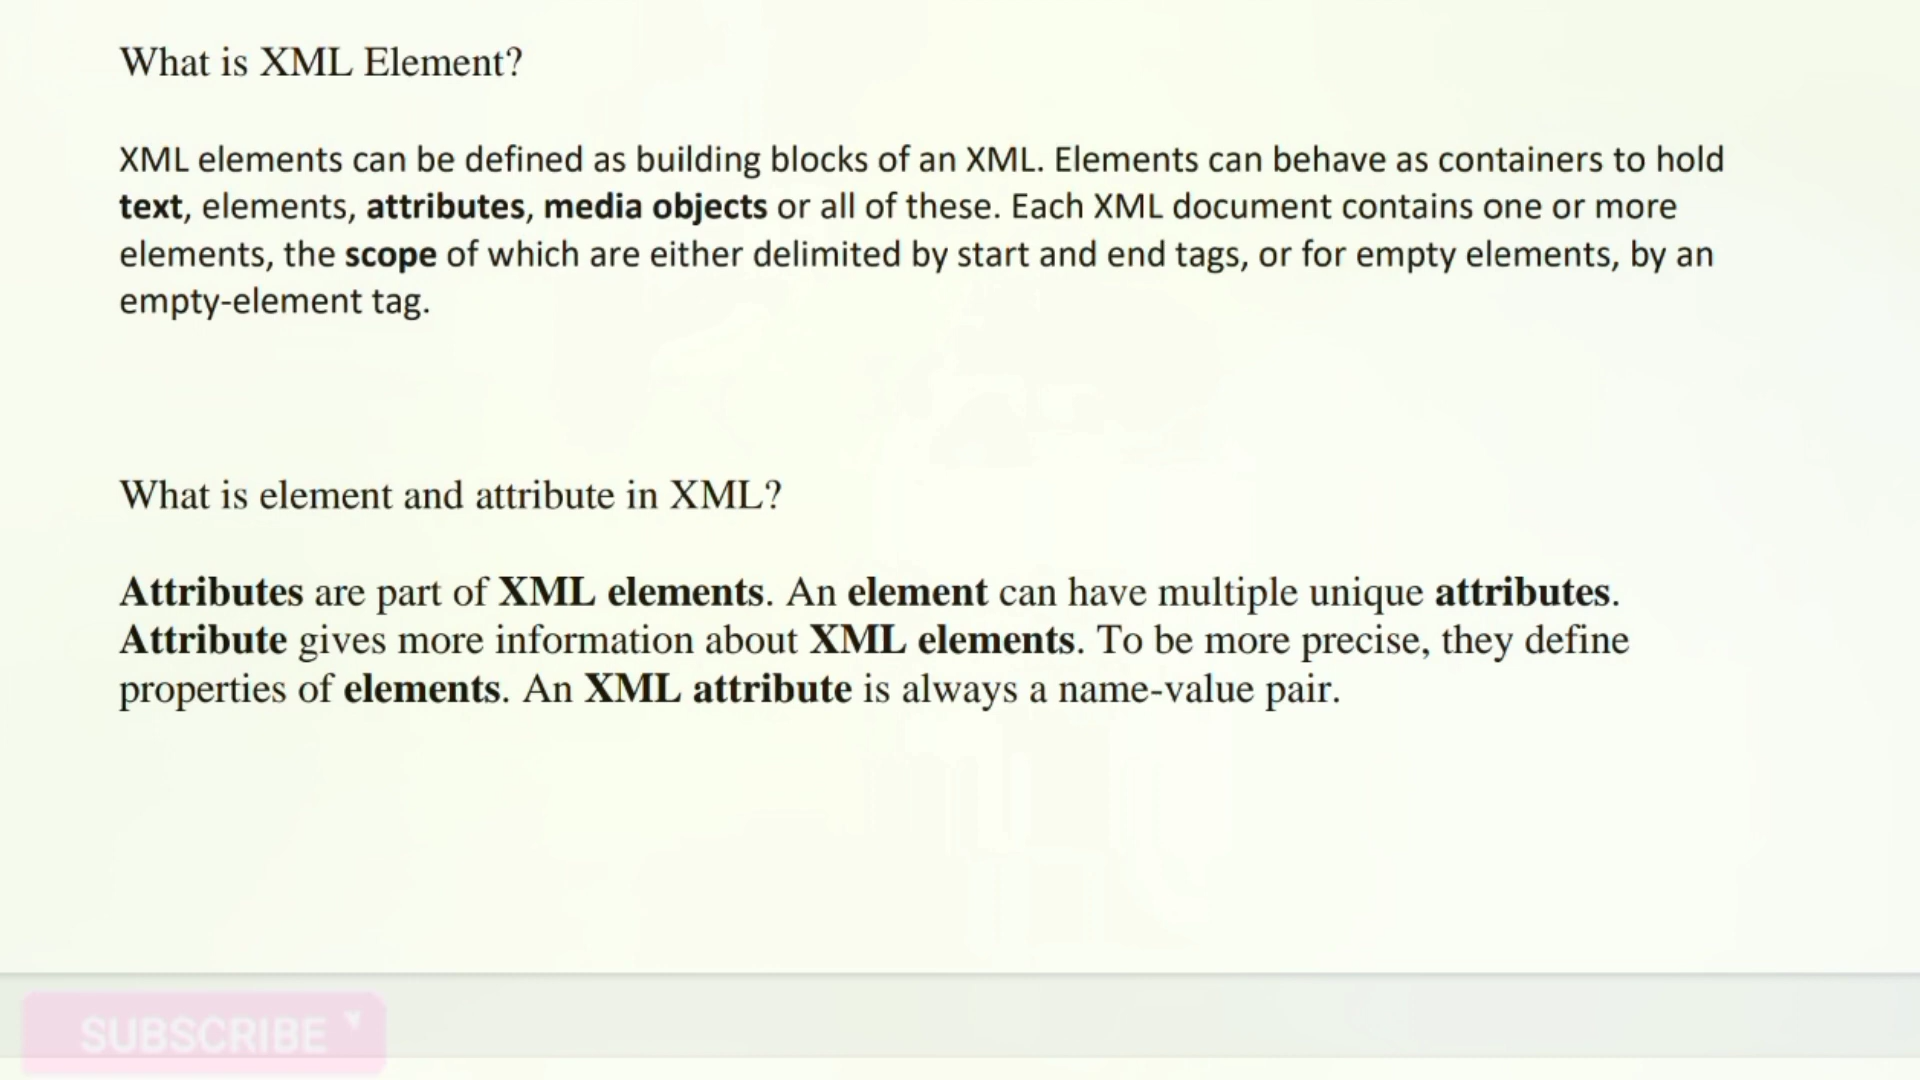 What is XML Element?
XML elements can be defined as building blocks of an XML. Elements can behave as containers to hold
text, elements, attributes, media objects or all of these. Each XML document contains one or more
elements, the scope of which are either delimited by start and end tags, or for empty elements, by an
empty-element tag.
What is element and attribute in XML?
Attributes are part of XML elements. An element can have multiple unique attributes.
Attribute gives more information about XML elements. To be more precise, they define
properties of elements. An XML attribute is always a name-value pair.
SUBSCRIBE